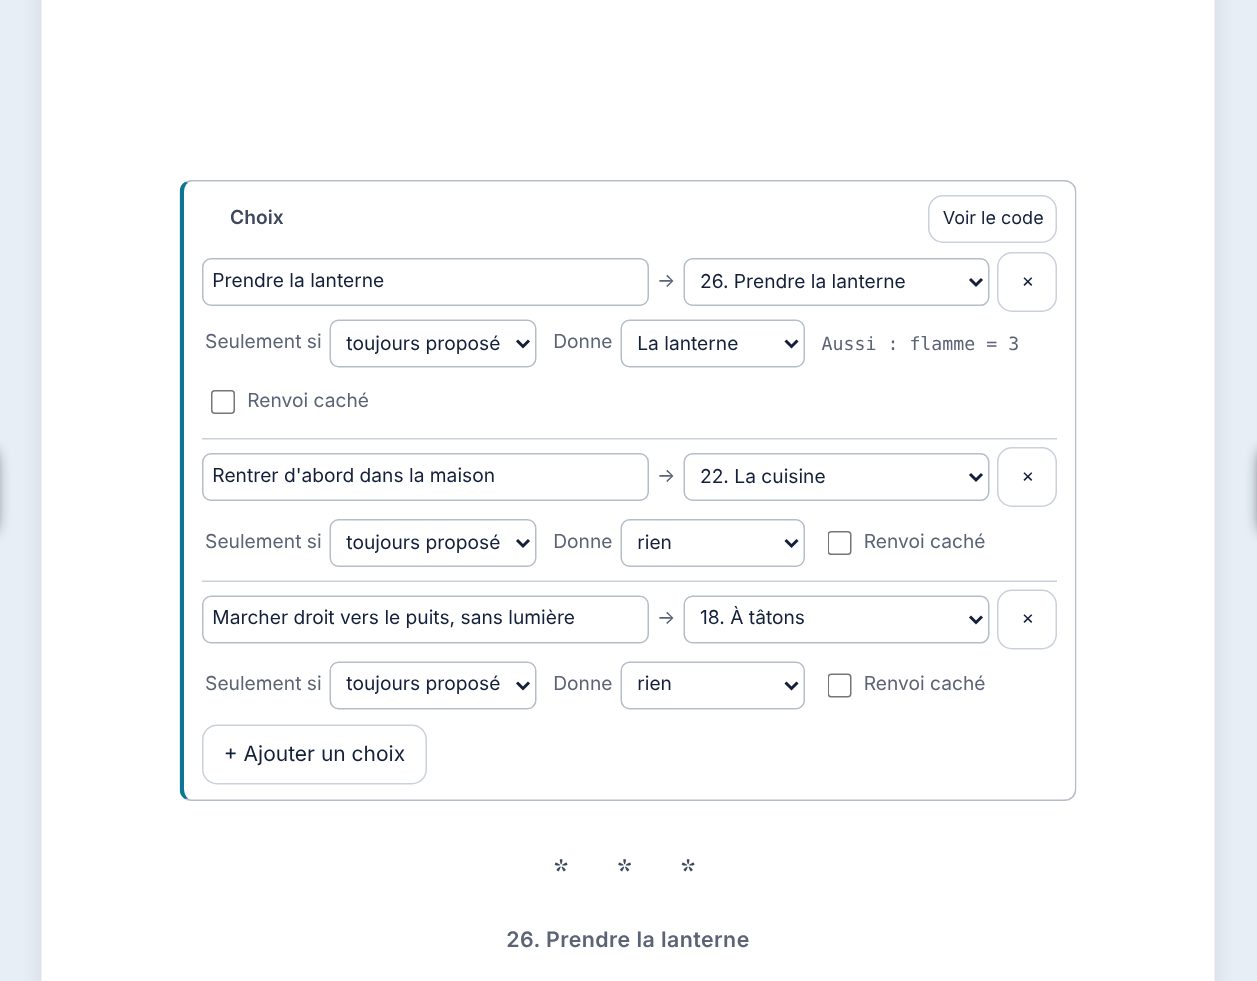 Choix
Voir le code
Prendre la lanterne → 26. Prendre la lanterne ×
Seulement si toujours proposé Donne La lanterne Aussi : flamme = 3
Renvoi caché
Rentrer d'abord dans la maison → 22. La cuisine ×
Seulement si toujours proposé Donne rien Renvoi caché
Marcher droit vers le puits, sans lumière → 18. À tâtons ×
Seulement si toujours proposé Donne rien Renvoi caché
+ Ajouter un choix
* * *
26. Prendre la lanterne